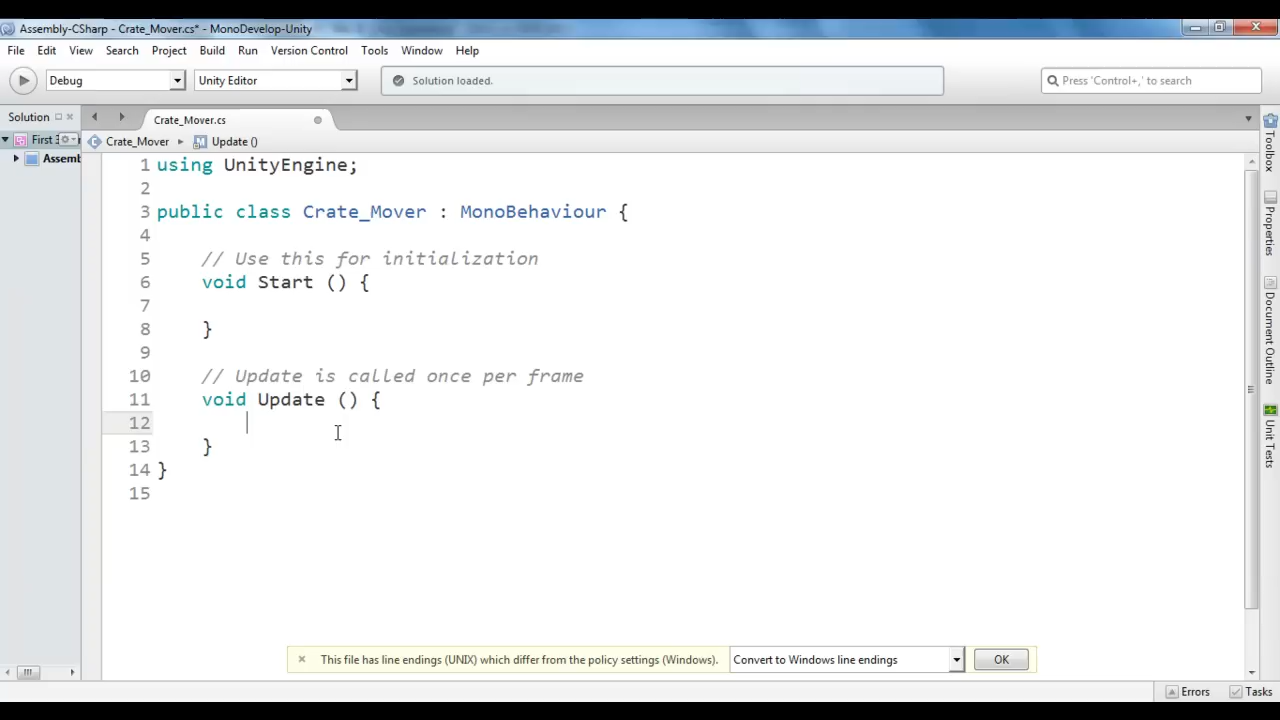 Assembly-CSharp - Crate_Mover.cs* - MonoDevelop-Unity
File Edit View Search Project Build Run Version Control Tools Window Help
Debug Unity Editor Solution loaded. Press 'Control+,' to search
Solution Crate_Mover.cs
First
Crate_Mover Update ()
Assemb
1 using UnityEngine;
2
3 public class Crate_Mover : MonoBehaviour {
4
5 // Use this for initialization
6 void Start () {
7
8 }
9
10 // Update is called once per frame
11 void Update () {
12
13 }
14 }
15
Toolbox
Properties
Document Outline
Unit Tests
This file has line endings (UNIX) which differ from the policy settings (Windows). Convert to Windows line endings OK
Errors Tasks